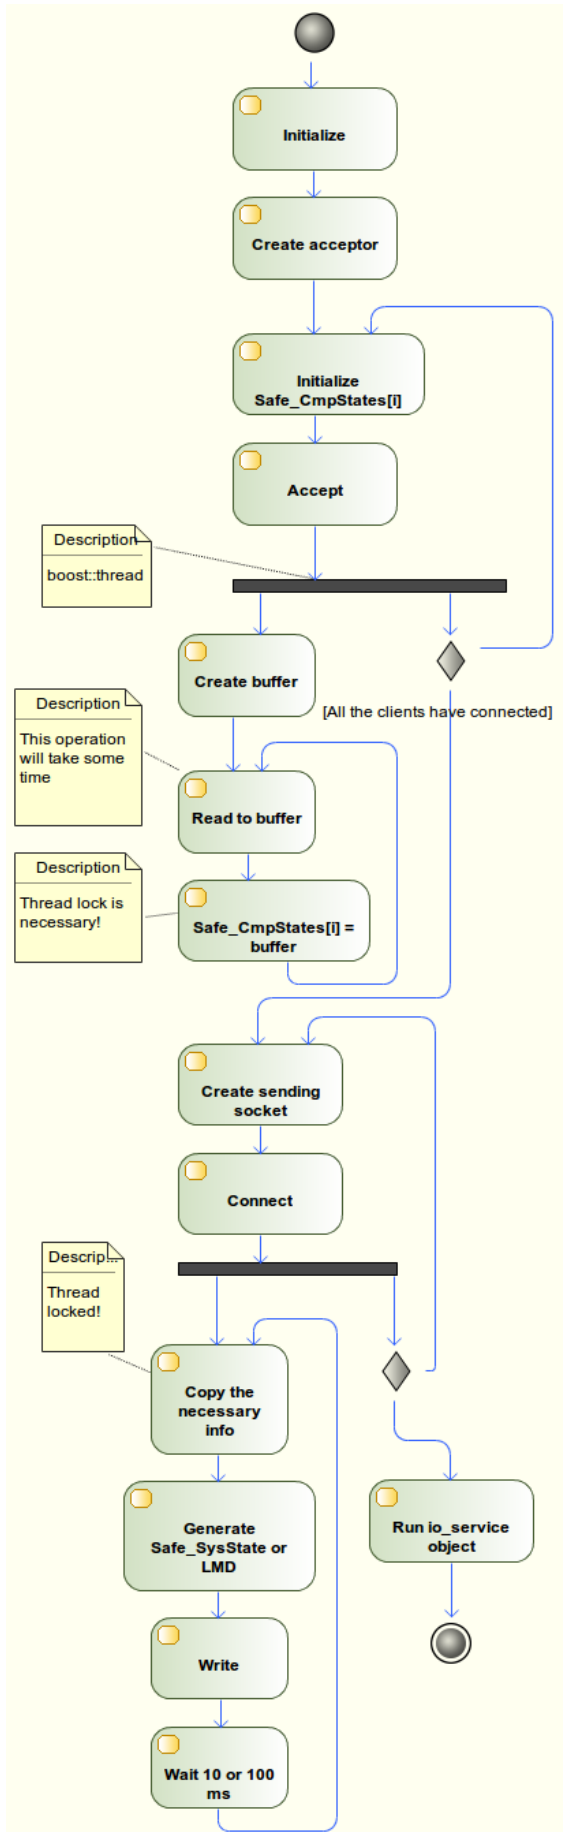 Initialize
Create acceptor
Initialize
Safe_CmpStates[i]
Accept
Description
boost::thread
Create buffer
Description
This operation
will take some
time
[All the clients have connected]
Read to buffer
Description
Thread lock is
necessary!
Safe_CmpStates[i] =
buffer
Create sending
socket
Connect
Descrip...
Thread
locked!
Copy the
necessary
info
Generate
Safe_SysState or
LMD
Run io_service
object
Write
Wait 10 or 100
ms